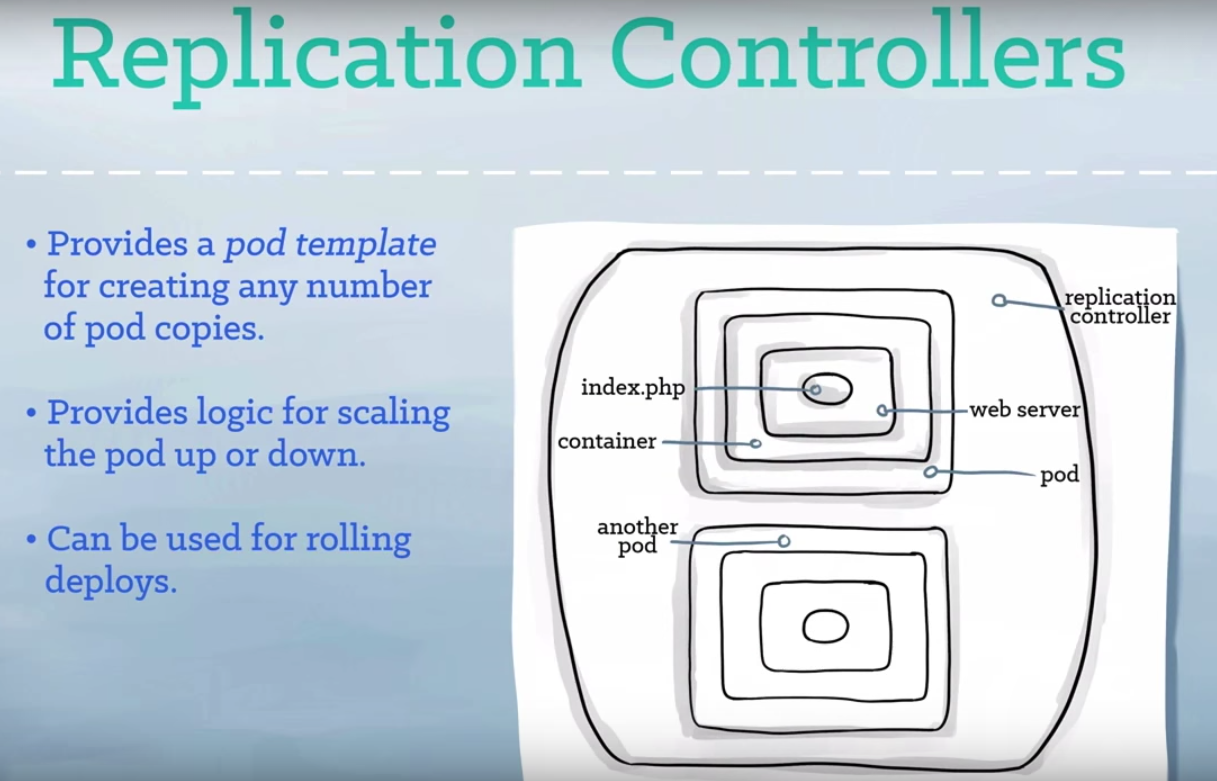 Replication Controllers
• Provides a pod template
for creating any number
of pod copies.
• Provides logic for scaling
the pod up or down.
• Can be used for rolling
deploys.
replication
controller
index.php
web server
container
pod
another
pod